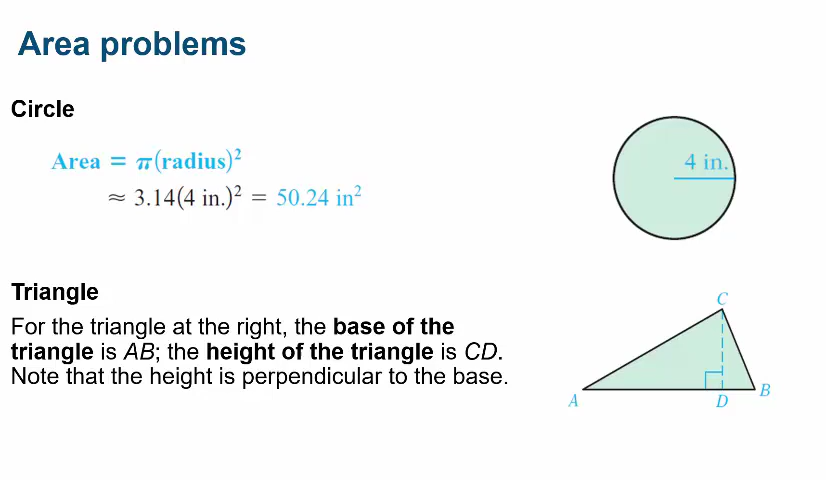 Area problems
Circle
Area = π(radius)²
≈ 3.14(4 in.)² = 50.24 in²
4 in.
Triangle
For the triangle at the right, the base of the
triangle is AB; the height of the triangle is CD.
Note that the height is perpendicular to the base.
C
A
D
B